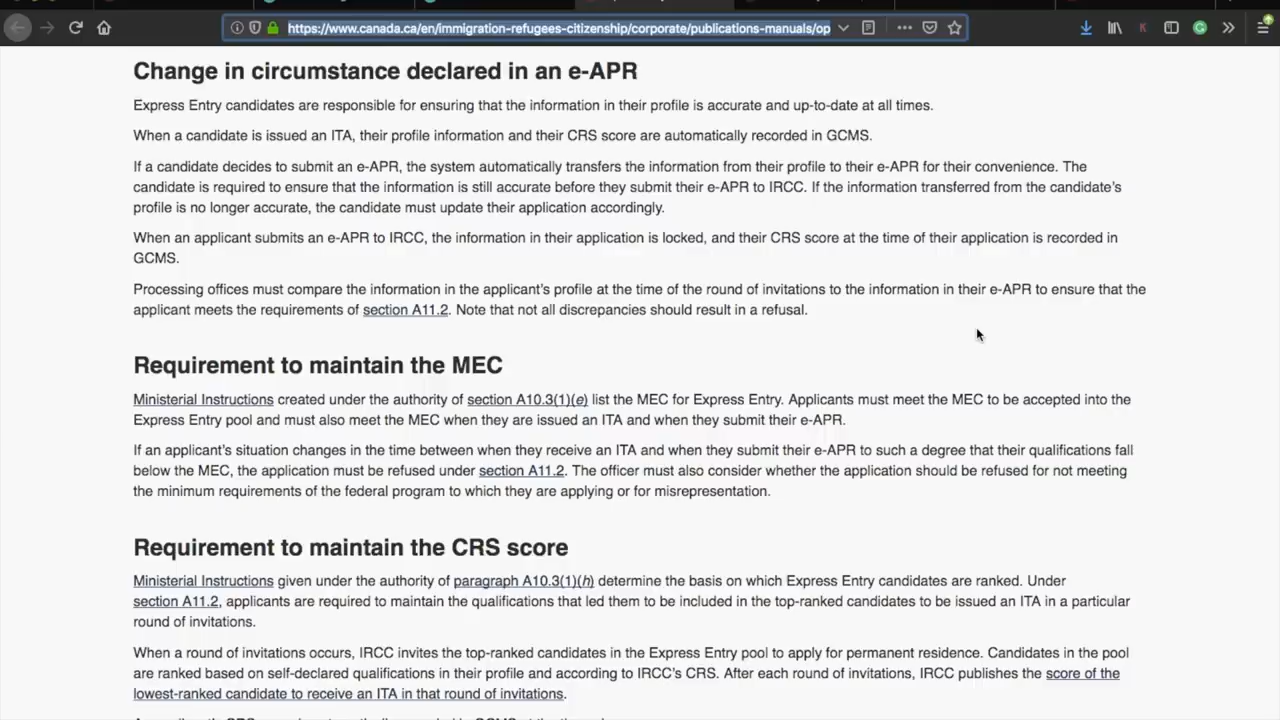 https://www.canada.ca/en/immigration-refugees-citizenship/corporate/publications-manuals/op
Change in circumstance declared in an e-APR
Express Entry candidates are responsible for ensuring that the information in their profile is accurate and up-to-date at all times.
When a candidate is issued an ITA, their profile information and their CRS score are automatically recorded in GCMS.
If a candidate decides to submit an e-APR, the system automatically transfers the information from their profile to their e-APR for their convenience. The
candidate is required to ensure that the information is still accurate before they submit their e-APR to IRCC. If the information transferred from the candidate's
profile is no longer accurate, the candidate must update their application accordingly.
When an applicant submits an e-APR to IRCC, the information in their application is locked, and their CRS score at the time of their application is recorded in
GCMS.
Processing offices must compare the information in the applicant's profile at the time of the round of invitations to the information in their e-APR to ensure that the
applicant meets the requirements of section A11.2. Note that not all discrepancies should result in a refusal.
Requirement to maintain the MEC
Ministerial Instructions created under the authority of section A10.3(1)(e) list the MEC for Express Entry. Applicants must meet the MEC to be accepted into the
Express Entry pool and must also meet the MEC when they are issued an ITA and when they submit their e-APR.
If an applicant's situation changes in the time between when they receive an ITA and when they submit their e-APR to such a degree that their qualifications fall
below the MEC, the application must be refused under section A11.2. The officer must also consider whether the application should be refused for not meeting
the minimum requirements of the federal program to which they are applying or for misrepresentation.
Requirement to maintain the CRS score
Ministerial Instructions given under the authority of paragraph A10.3(1)(h) determine the basis on which Express Entry candidates are ranked. Under
section A11.2, applicants are required to maintain the qualifications that led them to be included in the top-ranked candidates to be issued an ITA in a particular
round of invitations.
When a round of invitations occurs, IRCC invites the top-ranked candidates in the Express Entry pool to apply for permanent residence. Candidates in the pool
are ranked based on self-declared qualifications in their profile and according to IRCC's CRS. After each round of invitations, IRCC publishes the score of the
lowest-ranked candidate to receive an ITA in that round of invitations.